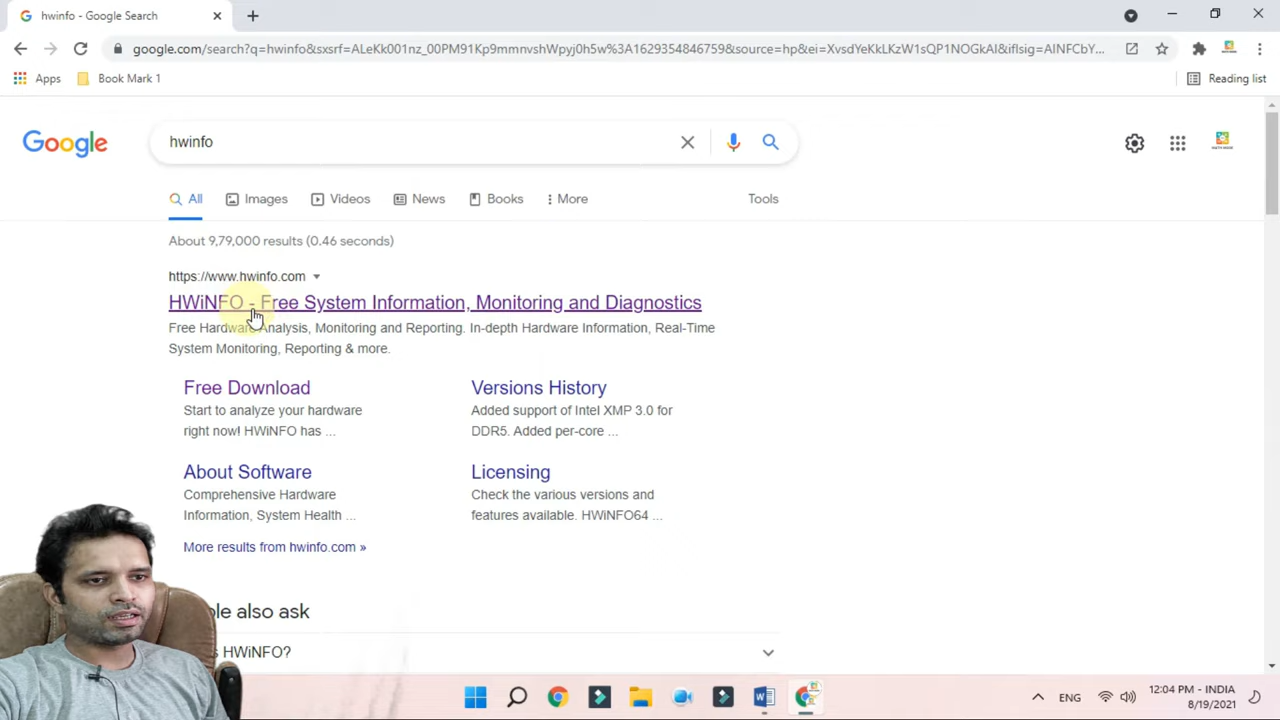 hwinfo - Google Search
google.com/search?q=hwinfo&sxsrf=ALeKk001nz_00PM91Kp9mmnvshWpyj0h5w%3A1629354846759&source=hp&ei=XvsdYeKkLKzW1sQP1NOGkAI&iflsig=AINFCbY...
Apps
Book Mark 1
Reading list
Google
hwinfo
All
Images
Videos
News
Books
More
Tools
About 9,79,000 results (0.46 seconds)
https://www.hwinfo.com
HWiNFO - Free System Information, Monitoring and Diagnostics
Free Hardware Analysis, Monitoring and Reporting. In-depth Hardware Information, Real-Time
System Monitoring, Reporting & more.
Free Download
Start to analyze your hardware
right now! HWiNFO has ...
Versions History
Added support of Intel XMP 3.0 for
DDR5. Added per-core ...
About Software
Comprehensive Hardware
Information, System Health ...
Licensing
Check the various versions and
features available. HWiNFO64 ...
More results from hwinfo.com »
ple also ask
HWiNFO?
ENG
12:04 PM - INDIA
8/19/2021